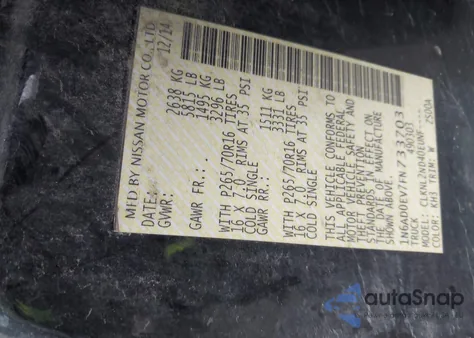 MFD BY NISSAN MOTOR CO., LTD.
DATE: 12/14
GVWR: 2638 KG
5815 LB
GAWR FR.: 1495 KG
3296 LB
WITH P265/70R16 TIRES
16 X 7.0 RIMS AT 35 PSI
COLD SINGLE
GAWR RR.: 1511 KG
3331 LB
WITH P265/70R16 TIRES
16 X 7.0 RIMS AT 35 PSI
COLD SINGLE
THIS VEHICLE CONFORMS TO
ALL APPLICABLE FEDERAL
MOTOR VEHICLE SAFETY AND
THEFT PREVENTION
STANDARDS IN EFFECT ON
THE DATE OF MANUFACTURE
SHOWN ABOVE.
1N6AD0EV7FN733203
TRUCK 4903D
MODEL:
COLOR: KH3 TRIM: W 2500A
autoSnap